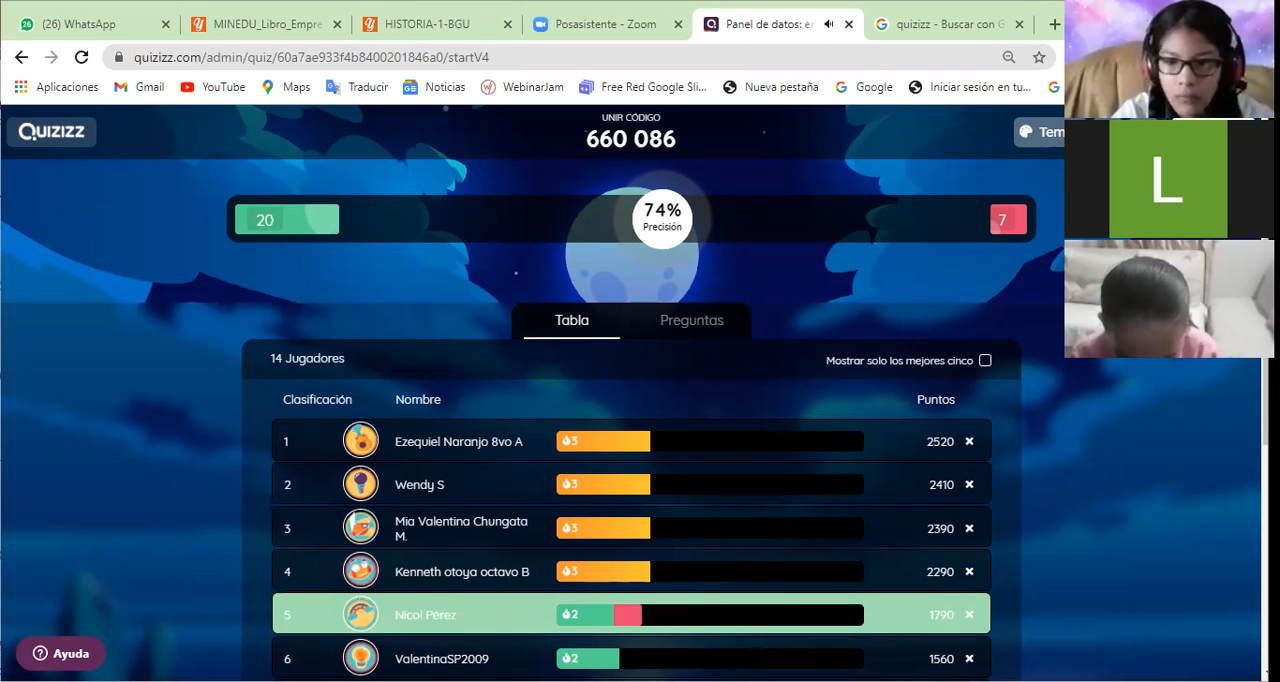 (26) WhatsApp
MINEDU_Libro_Empre
HISTORIA-1-BGU
Posasistente - Zoom
Panel de datos: er
quizizz - Buscar con G
quizizz.com/admin/quiz/60a7ae933f4b8400201846a0/startV4
Aplicaciones Gmail YouTube Maps Traducir Noticias WebinarJam Free Red Google Sli... Nueva pestaña Google Iniciar sesión en tu...
QUIZIZZ
UNIR CÓDIGO
660 086
Tem
20
74%
Precisión
7
L
Tabla Preguntas
14 Jugadores
Mostrar solo los mejores cinco
Clasificación Nombre Puntos
1 Ezequiel Naranjo 8vo A 3 2520
2 Wendy S 3 2410
3 Mia Valentina Chungata M. 3 2390
4 Kenneth otoya octavo B 3 2290
5 Nicol Pérez 2 1790
6 ValentinaSP2009 2 1560
Ayuda